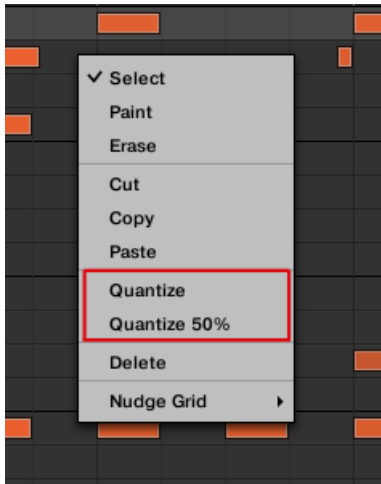 Select
Paint
Erase
Cut
Copy
Paste
Quantize
Quantize 50%
Delete
Nudge Grid